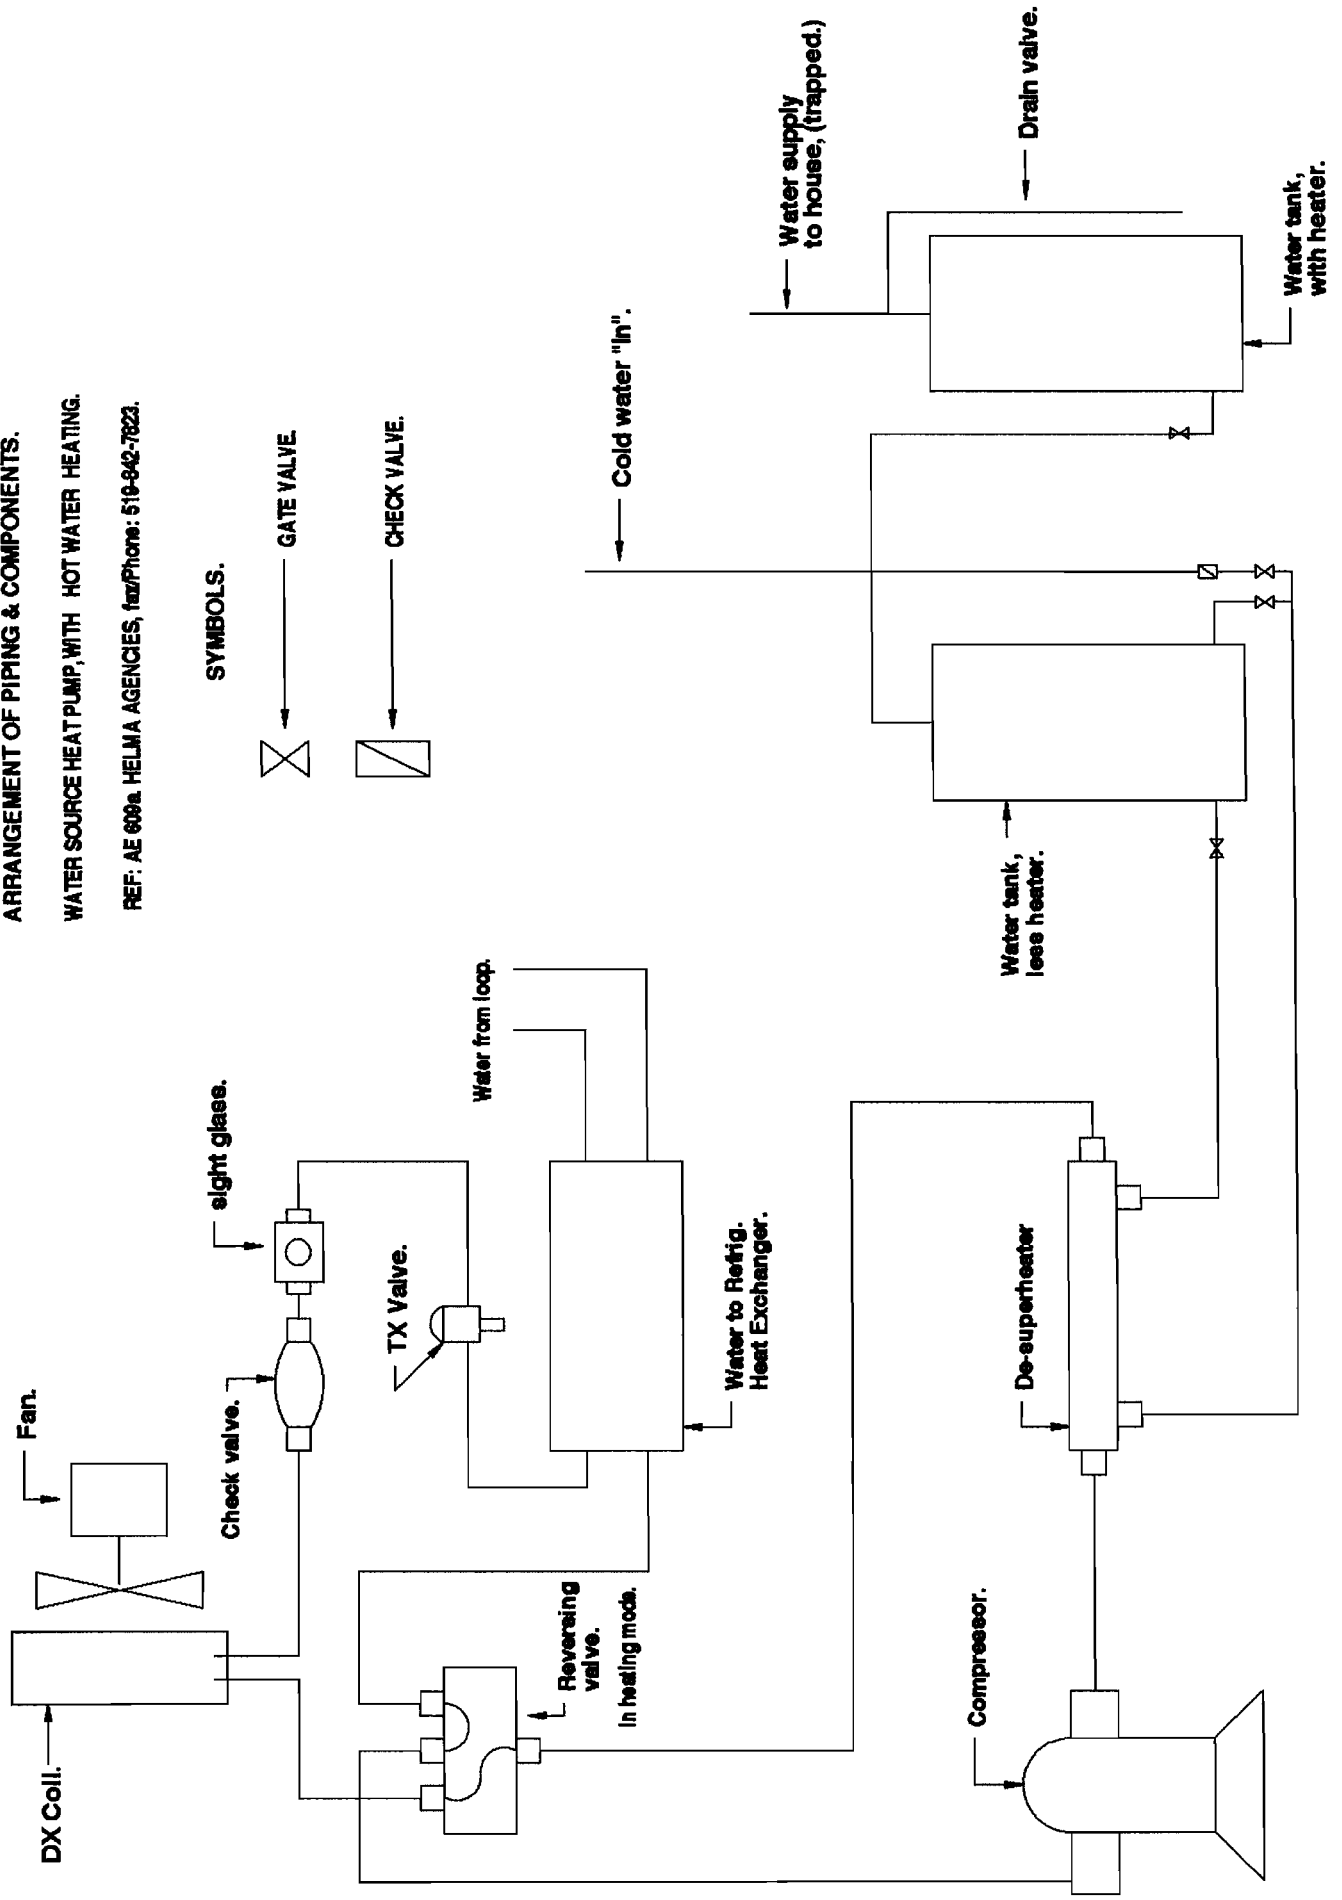 ARRANGEMENT OF PIPING & COMPONENTS.
WATER SOURCE HEAT PUMP, WITH HOT WATER HEATING.
REF: AE 609a HELMA AGENCIES, fax/Phone: 519-842-7823.
SYMBOLS.
GATE VALVE.
CHECK VALVE.
DX Coil.
Fan.
Check valve.
sight glass.
TX Valve.
Water from loop.
Water to Refrig.
Heat Exchanger.
Reversing
valve.
In heating mode.
Compressor.
De-superheater
Water tank,
less heater.
Cold water "In".
Water supply
to house, (trapped.)
Drain valve.
Water tank,
with heater.